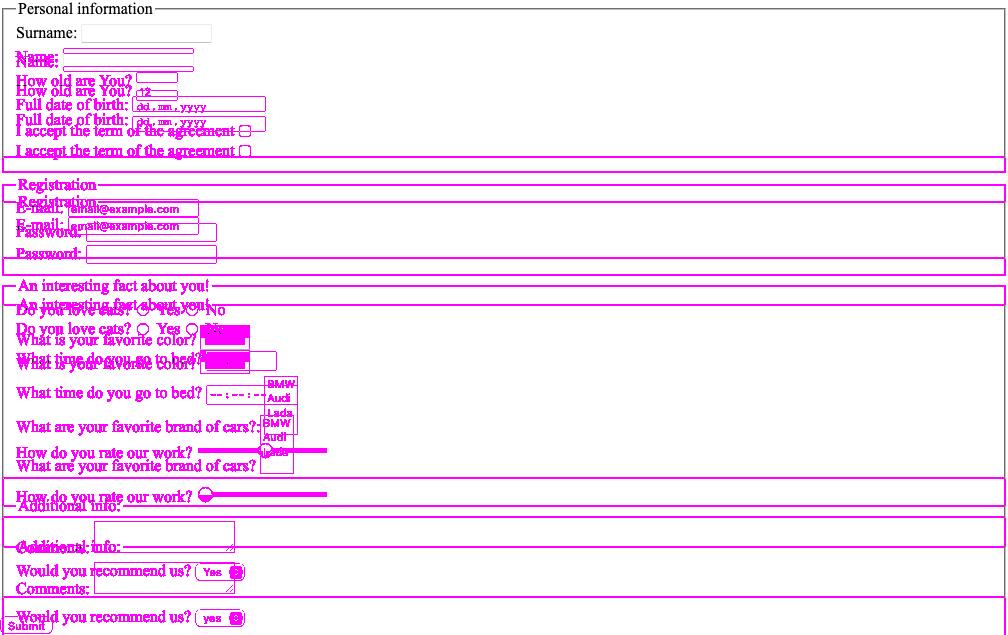 Personal information
Surname:
Name:
Name:
How old are You?
How old are You? 12
Full date of birth: dd.mm.yyyy
Full date of birth: dd.mm.yyyy
I accept the term of the agreement
I accept the term of the agreement
Registration
Registration
E-mail: email@example.com
E-mail: email@example.com
Password:
Password:
An interesting fact about you!
An interesting fact about you!
Do you love cats? Yes No
Do you love cats? Yes No
What is your favorite color?
What time do you go to bed?
What is your favorite color?
What time do you go to bed? --:--
BMW
Audi
Lada
What are your favorite brand of cars?:
BMW
Audi
Lada
How do you rate our work?
What are your favorite brand of cars?
How do you rate our work?
Additional info:
Additional info:
Comments:
Would you recommend us? Yes
Comments:
Would you recommend us? yes
Submit